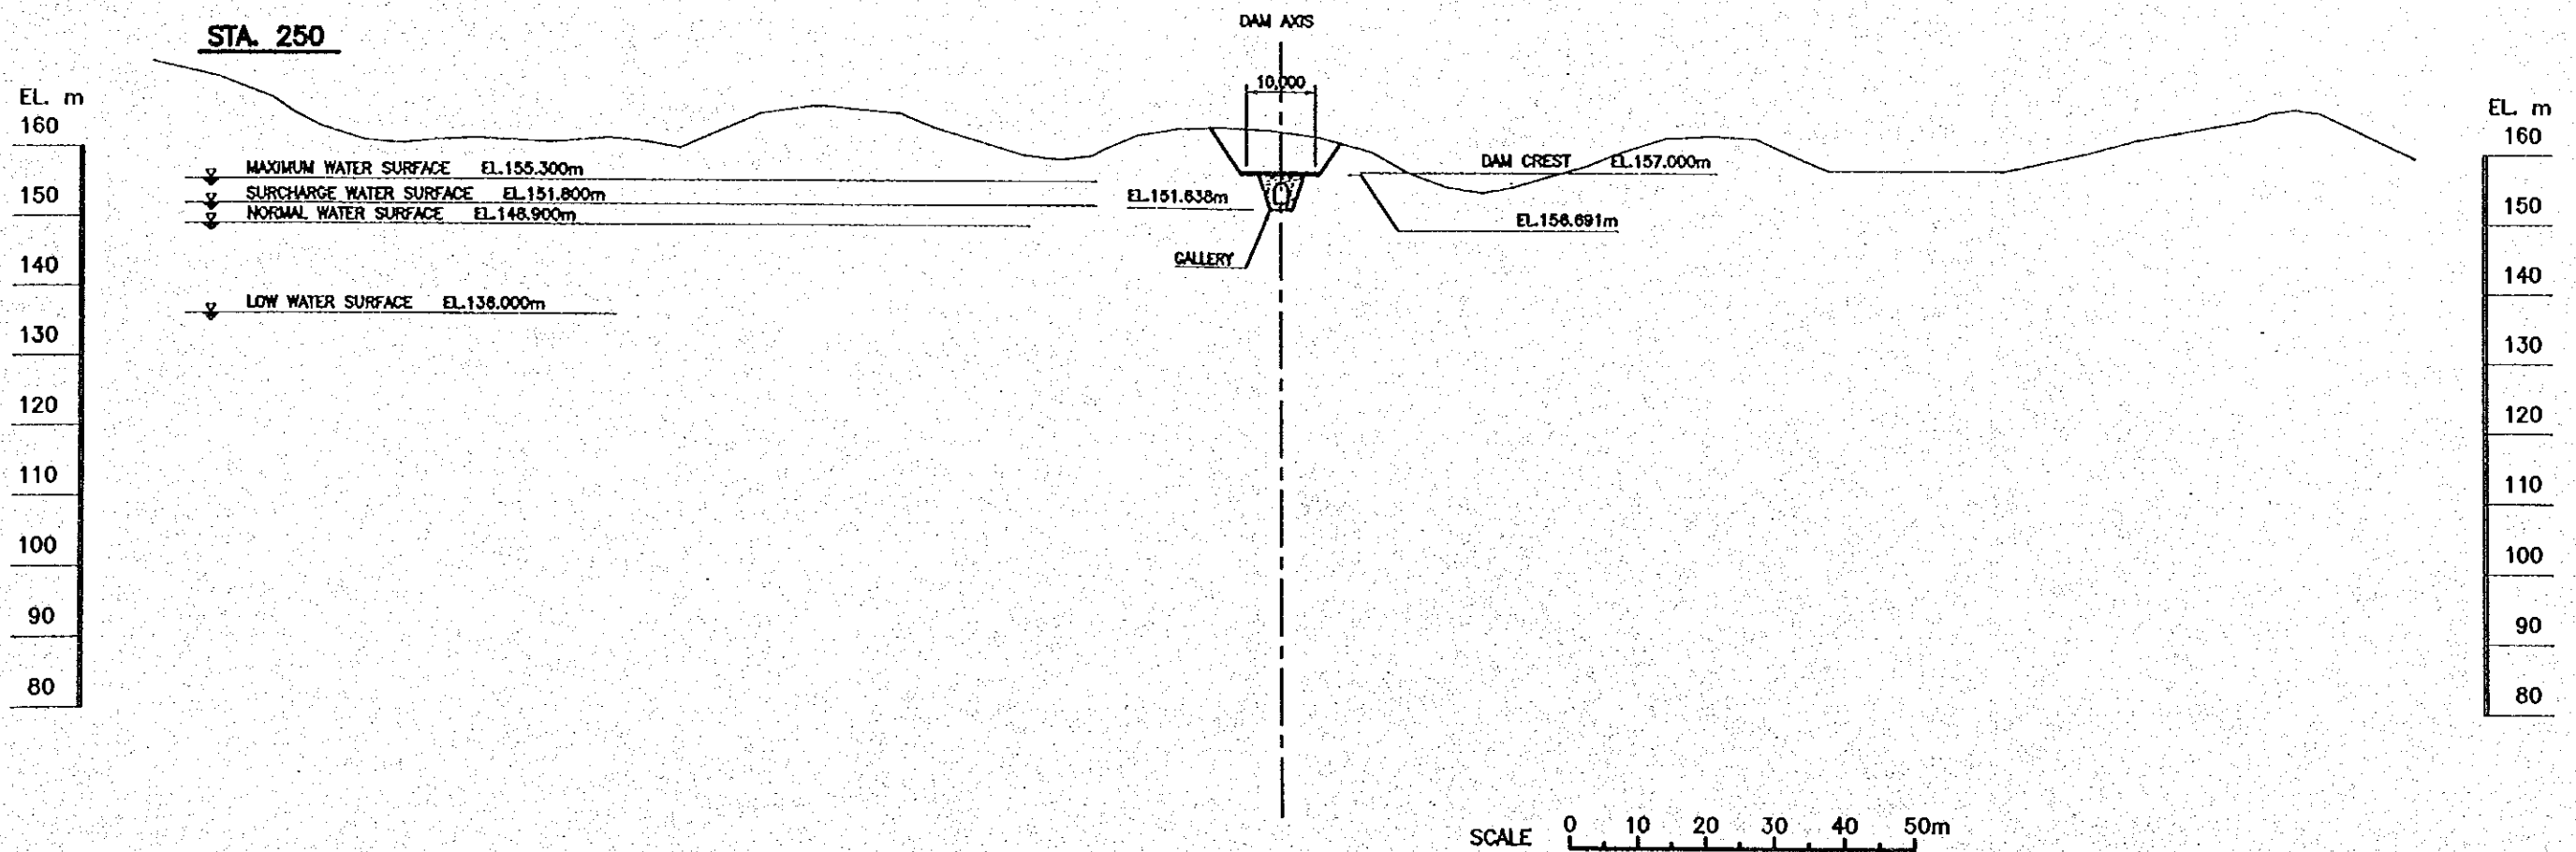 STA. 250
DAM AXIS
10,000
EL. m
160
150
140
130
120
110
100
90
80
MAXIMUM WATER SURFACE EL.155.300m
SURCHARGE WATER SURFACE EL.151.800m
NORMAL WATER SURFACE EL.148.900m
LOW WATER SURFACE EL.136.000m
EL.151.638m
GALLERY
DAM CREST EL.157.000m
EL.156.691m
EL. m
160
150
140
130
120
110
100
90
80
SCALE 0 10 20 30 40 50m